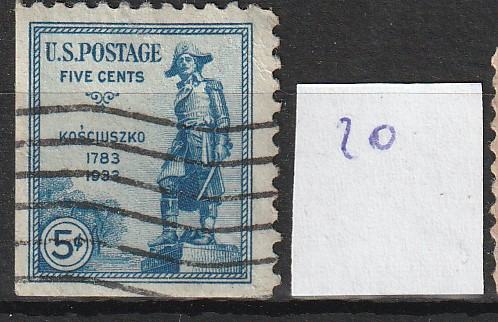 U.S. POSTAGE
FIVE CENTS
KOŚCIUSZKO
1783
1933
5¢
20